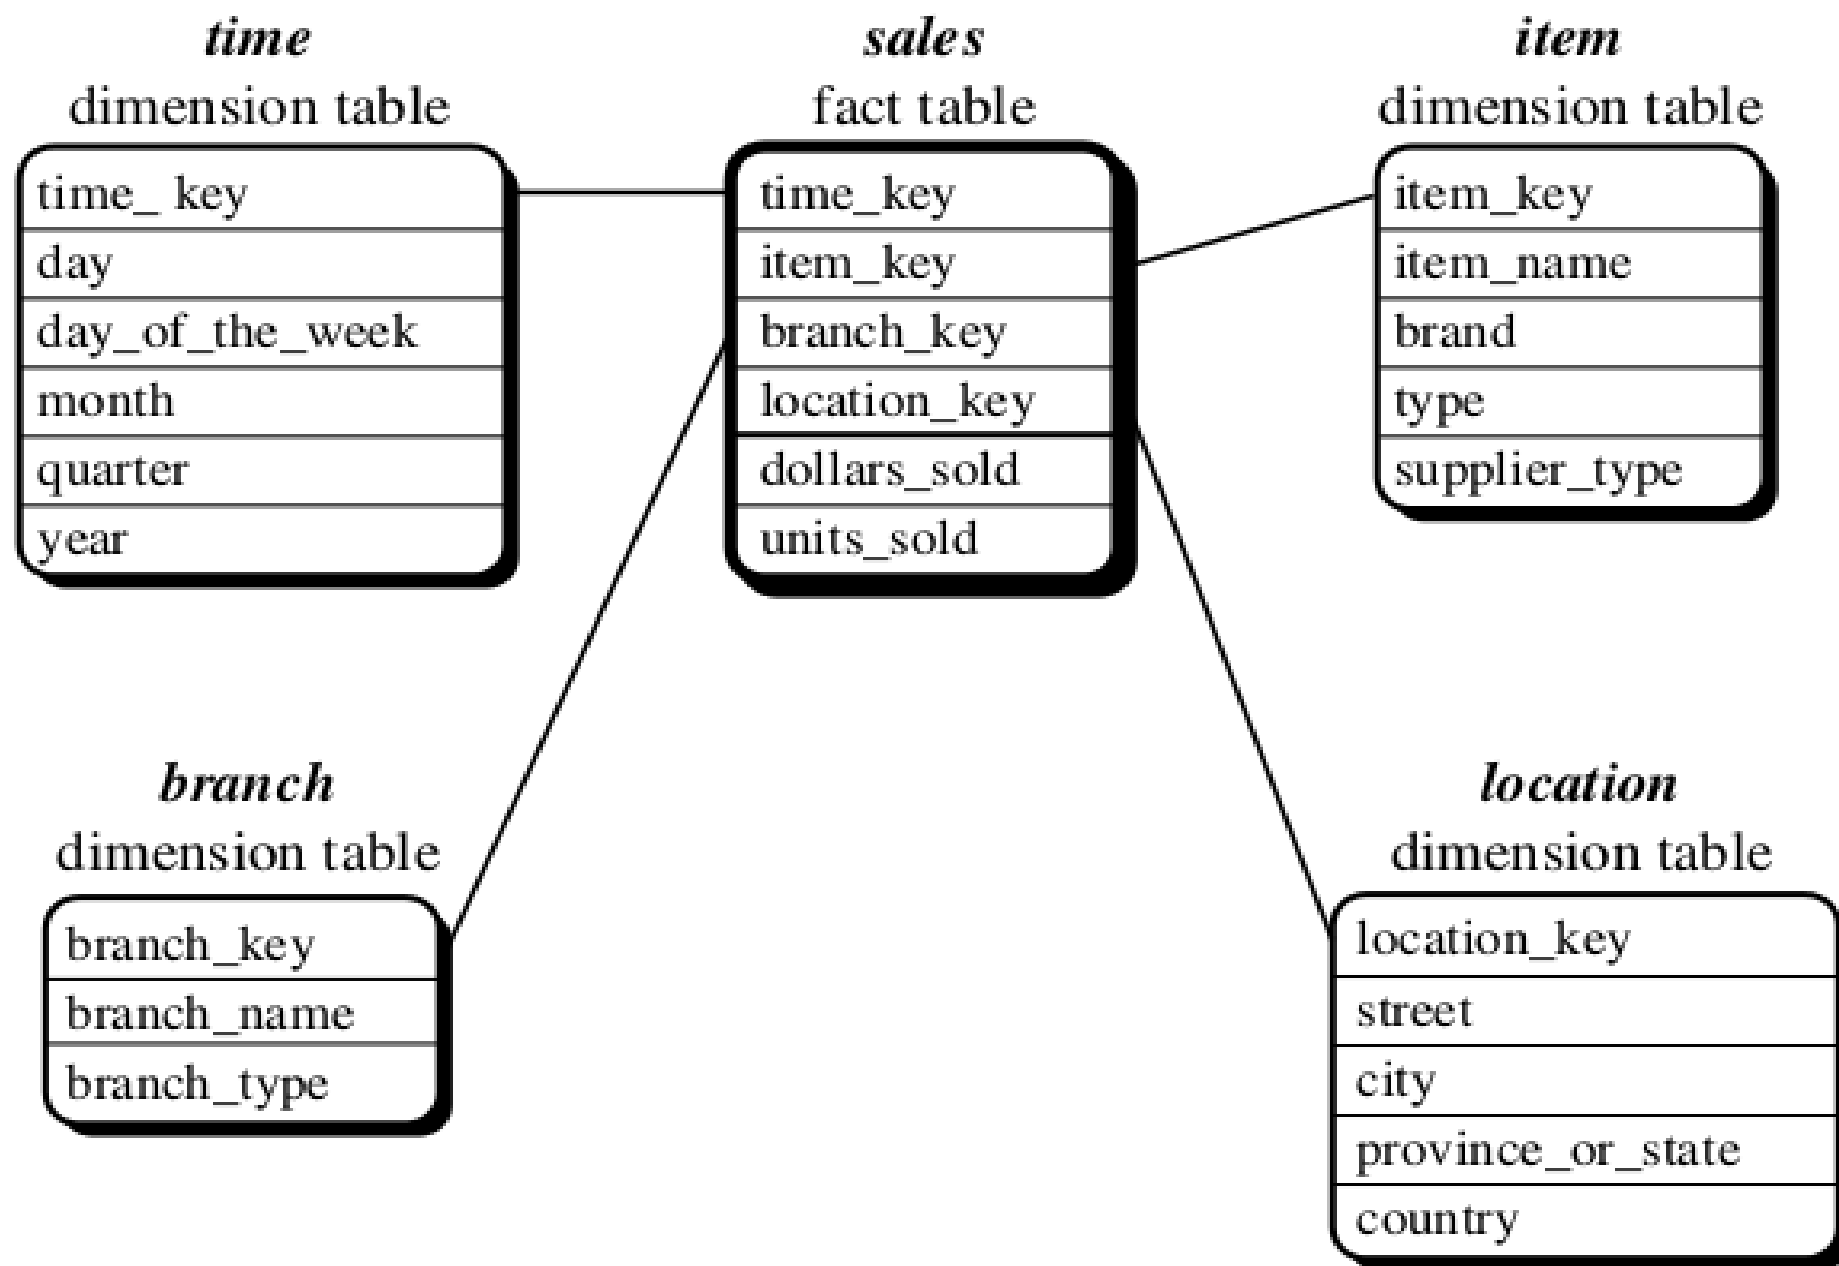 time
dimension table
time_ key
day
day_of_the_week
month
quarter
year
sales
fact table
time_key
item_key
branch_key
location_key
dollars_sold
units_sold
item
dimension table
item_key
item_name
brand
type
supplier_type
branch
dimension table
branch_key
branch_name
branch_type
location
dimension table
location_key
street
city
province_or_state
country